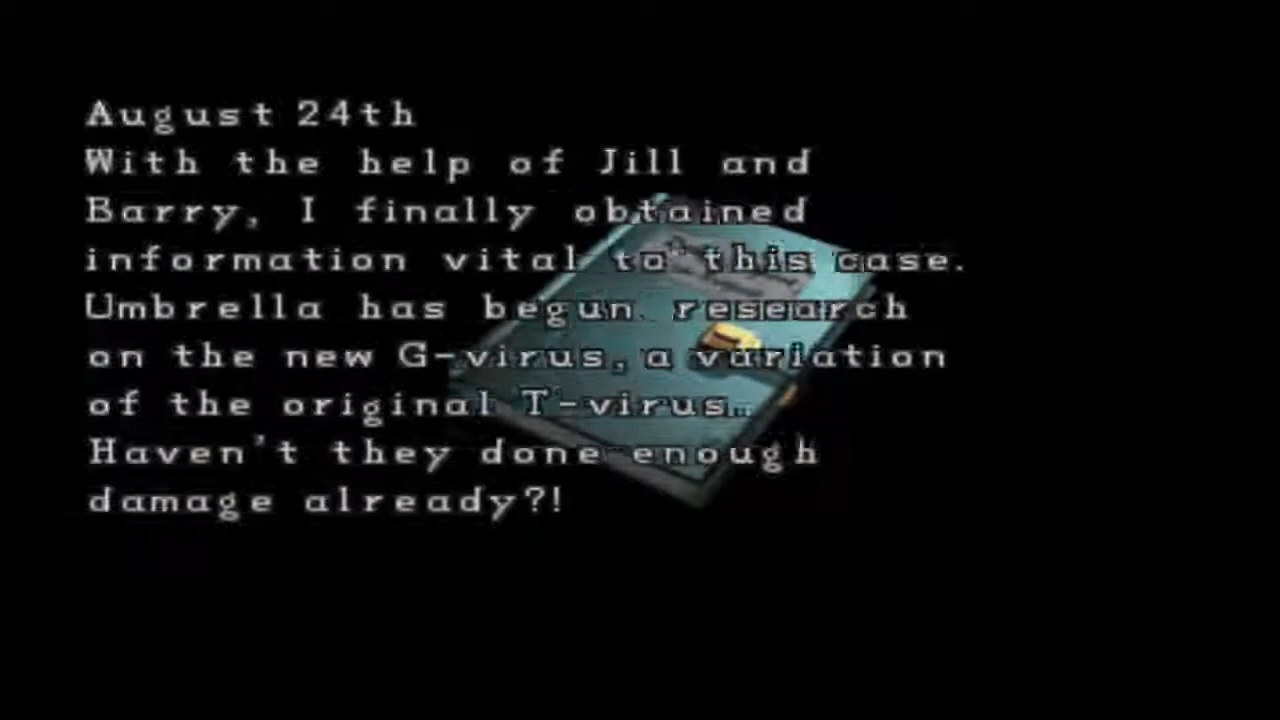 August 24th
With the help of Jill and
Barry, I finally obtained
information vital to this case.
Umbrella has begun research
on the new G-virus, a variation
of the original T-virus…
Haven't they done enough
damage already?!